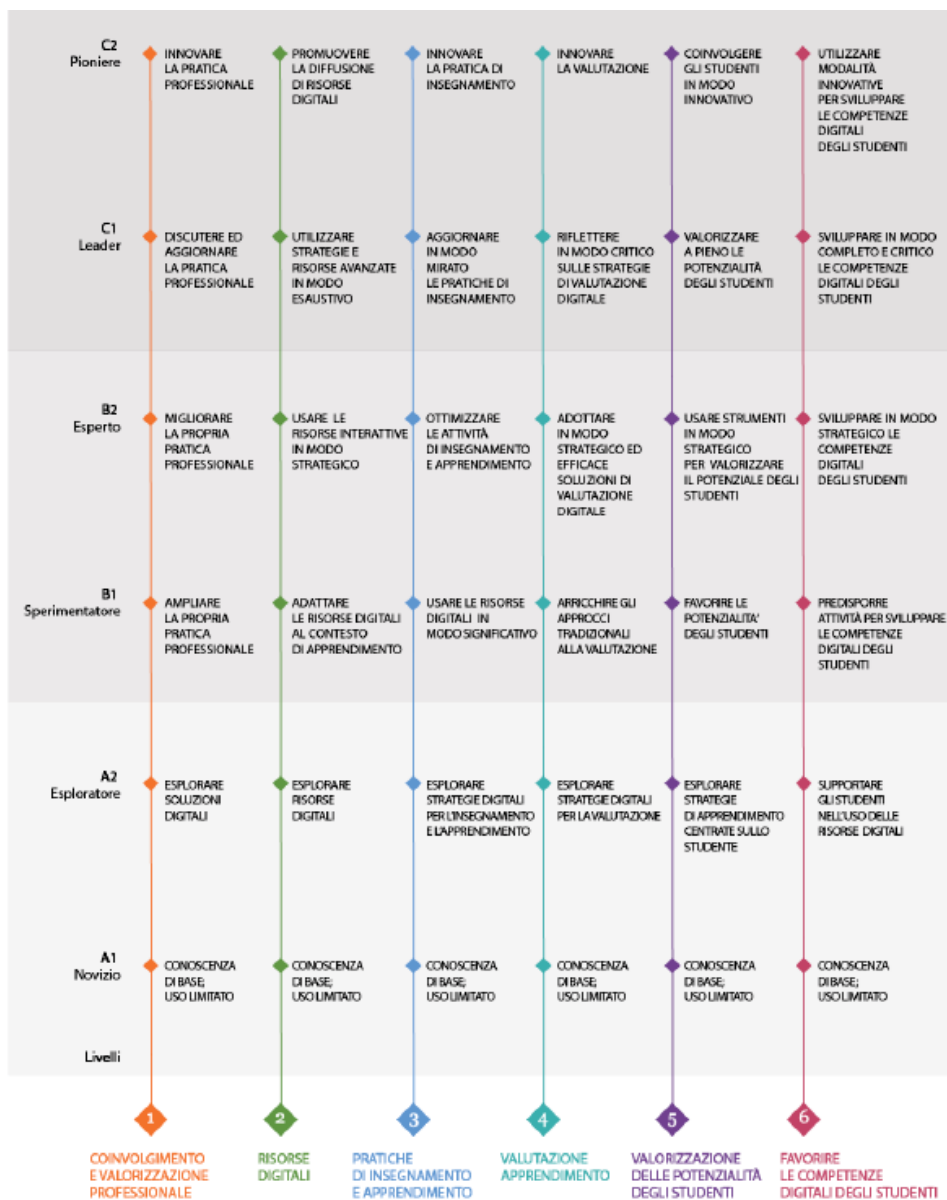 C2
Pioniere
INNOVARE
LA PRATICA
PROFESSIONALE
PROMUOVERE
LA DIFFUSIONE
DI RISORSE
DIGITALI
INNOVARE
LA PRATICA DI
INSEGNAMENTO
INNOVARE
LA VALUTAZIONE
COINVOLGERE
GLI STUDENTI
IN MODO
INNOVATIVO
UTILIZZARE
MODALITÀ
INNOVATIVE
PER SVILUPPARE
LE COMPETENZE
DIGITALI
DEGLI STUDENTI
C1
Leader
DISCUTERE ED
AGGIORNARE
LA PRATICA
PROFESSIONALE
UTILIZZARE
STRATEGIE E
RISORSE AVANZATE
IN MODO
ESAUSTIVO
AGGIORNARE
IN MODO
MIRATO
LE PRATICHE DI
INSEGNAMENTO
RIFLETTERE
IN MODO CRITICO
SULLE STRATEGIE
DI VALUTAZIONE
DIGITALE
VALORIZZARE
A PIENO LE
POTENZIALITÀ
DEGLI STUDENTI
SVILUPPARE IN MODO
COMPLETO E CRITICO
LE COMPETENZE
DIGITALI DEGLI
STUDENTI
B2
Esperto
MIGLIORARE
LA PROPRIA
PRATICA
PROFESSIONALE
USARE LE
RISORSE INTERATTIVE
IN MODO
STRATEGICO
OTTIMIZZARE
LE ATTIVITÀ
DI INSEGNAMENTO
E APPRENDIMENTO
ADOTTARE
IN MODO
STRATEGICO ED
EFFICACE
SOLUZIONI DI
VALUTAZIONE
DIGITALE
USARE STRUMENTI
IN MODO
STRATEGICO
PER VALORIZZARE
IL POTENZIALE DEGLI
STUDENTI
SVILUPPARE IN MODO
STRATEGICO LE
COMPETENZE
DIGITALI
DEGLI STUDENTI
B1
Sperimentatore
AMPLIARE
LA PROPRIA
PRATICA
PROFESSIONALE
ADATTARE
LE RISORSE DIGITALI
AL CONTESTO
DI APPRENDIMENTO
USARE LE RISORSE
DIGITALI IN
MODO SIGNIFICATIVO
ARRICCHIRE GLI
APPROCCI
TRADIZIONALI
ALLA VALUTAZIONE
FAVORIRE LE
POTENZIALITA'
DEGLI STUDENTI
PREDISPORRE
ATTIVITÀ PER SVILUPPARE
LE COMPETENZE
DIGITALI DEGLI
STUDENTI
A2
Esploratore
ESPLORARE
SOLUZIONI
DIGITALI
ESPLORARE
RISORSE
DIGITALI
ESPLORARE
STRATEGIE DIGITALI
PER L'INSEGNAMENTO
E L'APPRENDIMENTO
ESPLORARE
STRATEGIE DIGITALI
PER LA VALUTAZIONE
ESPLORARE
STRATEGIE
DI APPRENDIMENTO
CENTRATE SULLO
STUDENTE
SUPPORTARE
GLI STUDENTI
NELL'USO DELLE
RISORSE DIGITALI
A1
Novizio
CONOSCENZA
DI BASE;
USO LIMITATO
CONOSCENZA
DI BASE;
USO LIMITATO
CONOSCENZA
DI BASE;
USO LIMITATO
CONOSCENZA
DI BASE;
USO LIMITATO
CONOSCENZA
DI BASE;
USO LIMITATO
CONOSCENZA
DI BASE;
USO LIMITATO
Livelli
1
COINVOLGIMENTO
E VALORIZZAZIONE
PROFESSIONALE
2
RISORSE
DIGITALI
3
PRATICHE
DI INSEGNAMENTO
E APPRENDIMENTO
4
VALUTAZIONE
APPRENDIMENTO
5
VALORIZZAZIONE
DELLE POTENZIALITÀ
DEGLI STUDENTI
6
FAVORIRE
LE COMPETENZE
DIGITALI DEGLI STUDENTI